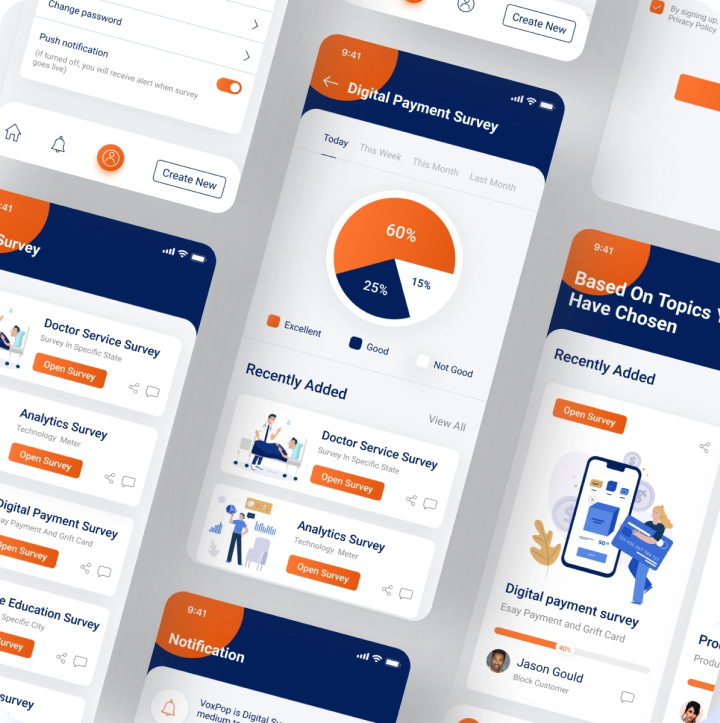 Change password
Push notification
(if turned off, you will receive alert when survey
goes live)
Create New
Create New
By signing up,
Privacy Policy
9:41
Digital Payment Survey
Today
This Week
This Month
Last Month
60%
25%
15%
Excellent
Good
Not Good
Recently Added
View All
Doctor Service Survey
Survey In Specific State
Open Survey
Analytics Survey
Technology Meter
Open Survey
:41
Survey
Doctor Service Survey
Survey In Specific State
Open Survey
Analytics Survey
Technology Meter
Open Survey
Digital Payment Survey
Esay Payment And Grift Card
Open Survey
e Education Survey
Specific City
Survey
survey
9:41
Notification
VoxPop is Digital
medium
9:41
Based On Topics
Have Chosen
Recently Added
Open Survey
Digital payment survey
Esay Payment and Grift Card
40%
Jason Gould
Block Customer